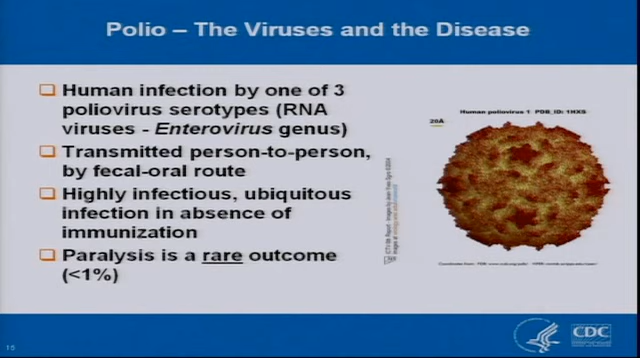 Polio – The Viruses and the Disease
Human infection by one of 3
poliovirus serotypes (RNA
viruses - Enterovirus genus)
Transmitted person-to-person,
by fecal-oral route
Highly infectious, ubiquitous
infection in absence of
immunization
Paralysis is a rare outcome
(<1%)
Human poliovirus 1 PDB_ID: 1HXS
20Å
CDC